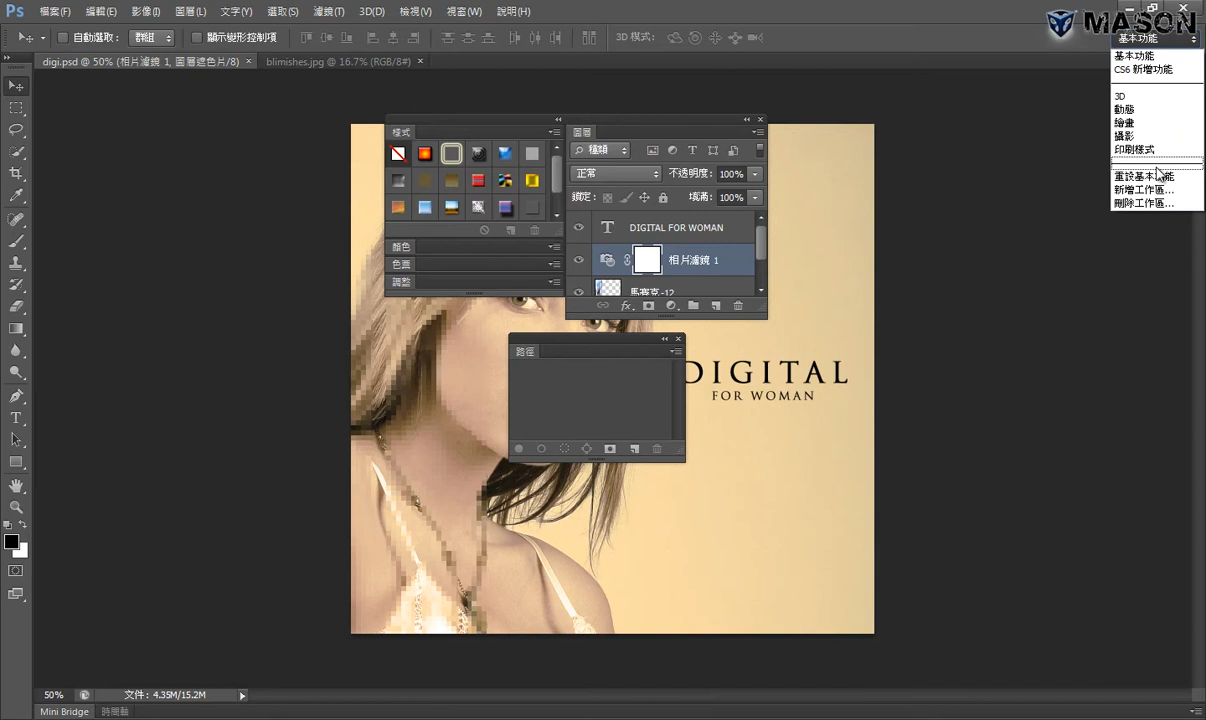 Ps 檔案(F) 編輯(E) 影像(I) 圖層(L) 文字(Y) 選取(S) 濾鏡(T) 3D(D) 檢視(V) 視窗(W) 說明(H)
MASON
自動選取： 群組 顯示變形控制項 3D 模式： 基本功能
digi.psd @ 50% (相片濾鏡 1, 圖層遮色片/8) × blimishes.jpg @ 16.7% (RGB/8#) ×
基本功能
CS6 新增功能
3D
動態
繪畫
攝影
印刷樣式
重設基本功能
新增工作區...
刪除工作區...
樣式
顏色
色票
調整
圖層
種類
正常 不透明度： 100%
鎖定： 填滿： 100%
DIGITAL FOR WOMAN
相片濾鏡 1
馬賽克-12
fx
路徑
DIGITAL
FOR WOMAN
50% 文件: 4.35M/15.2M
Mini Bridge 時間軸